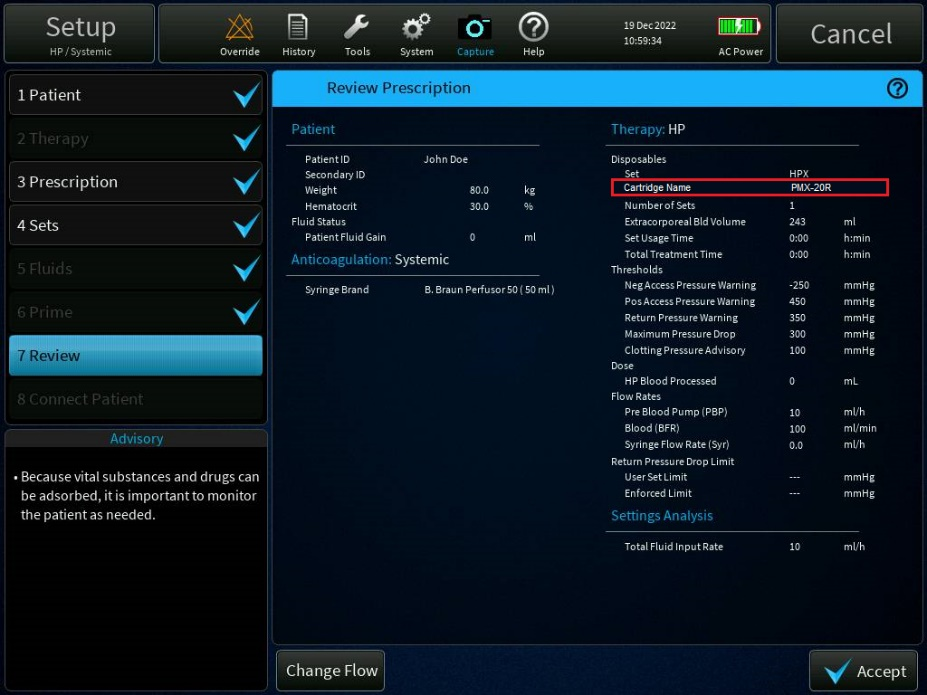 Setup
HP / Systemic
Override
History
Tools
System
Capture
Help
19 Dec 2022
10:59:34
AC Power
Cancel
1 Patient
2 Therapy
3 Prescription
4 Sets
5 Fluids
6 Prime
7 Review
8 Connect Patient
Advisory
• Because vital substances and drugs can
be adsorbed, it is important to monitor
the patient as needed.
Review Prescription
Patient
Patient ID John Doe
Secondary ID
Weight 80.0 kg
Hematocrit 30.0 %
Fluid Status
Patient Fluid Gain 0 ml
Anticoagulation: Systemic
Syringe Brand B. Braun Perfusor 50 ( 50 ml )
Therapy: HP
Disposables
Set HPX
Cartridge Name PMX-20R
Number of Sets 1
Extracorporeal Bld Volume 243 ml
Set Usage Time 0:00 h:min
Total Treatment Time 0:00 h:min
Thresholds
Neg Access Pressure Warning -250 mmHg
Pos Access Pressure Warning 450 mmHg
Return Pressure Warning 350 mmHg
Maximum Pressure Drop 300 mmHg
Clotting Pressure Advisory 100 mmHg
Dose
HP Blood Processed 0 mL
Flow Rates
Pre Blood Pump (PBP) 10 ml/h
Blood (BFR) 100 ml/min
Syringe Flow Rate (Syr) 0.0 ml/h
Return Pressure Drop Limit
User Set Limit --- mmHg
Enforced Limit --- mmHg
Settings Analysis
Total Fluid Input Rate 10 ml/h
Change Flow
Accept